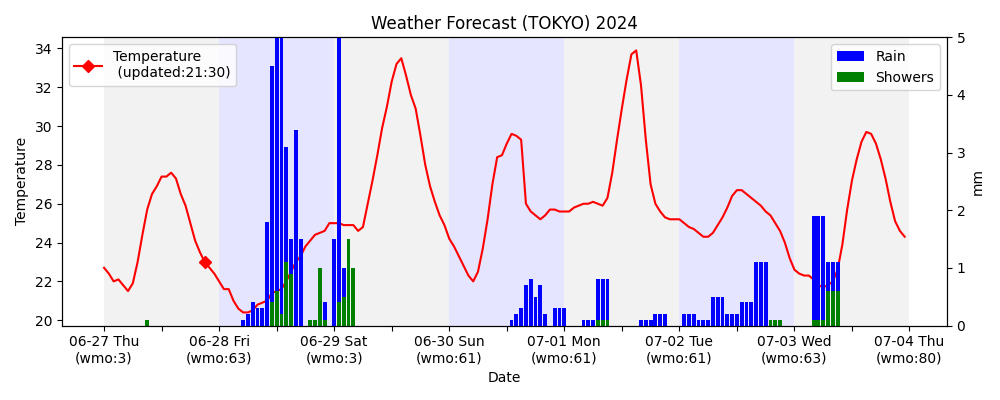 Weather Forecast (TOKYO) 2024
Temperature
(updated:21:30)
Rain
Showers
Temperature
34
32
30
28
26
24
22
20
5
4
3
2
1
0
mm
06-27 Thu
(wmo:3)
06-28 Fri
(wmo:63)
06-29 Sat
(wmo:3)
06-30 Sun
(wmo:61)
07-01 Mon
(wmo:61)
07-02 Tue
(wmo:61)
07-03 Wed
(wmo:63)
07-04 Thu
(wmo:80)
Date